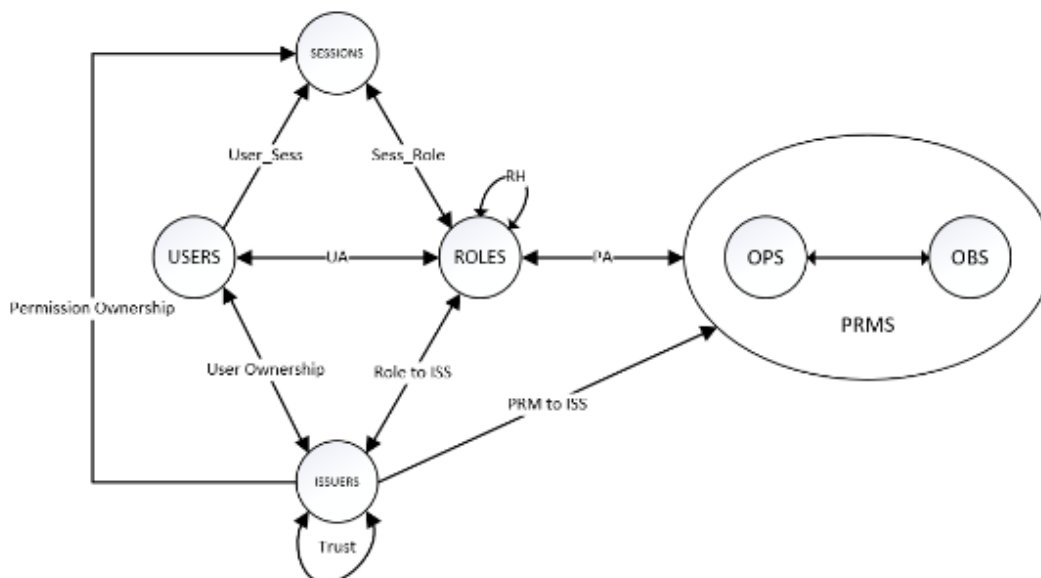 SESSIONS
User_Sess
Sess_Role
RH
USERS
UA
ROLES
PA
OPS
OBS
Permission Ownership
PRMS
User Ownership
Role to ISS
PRM to ISS
ISSUERS
Trust